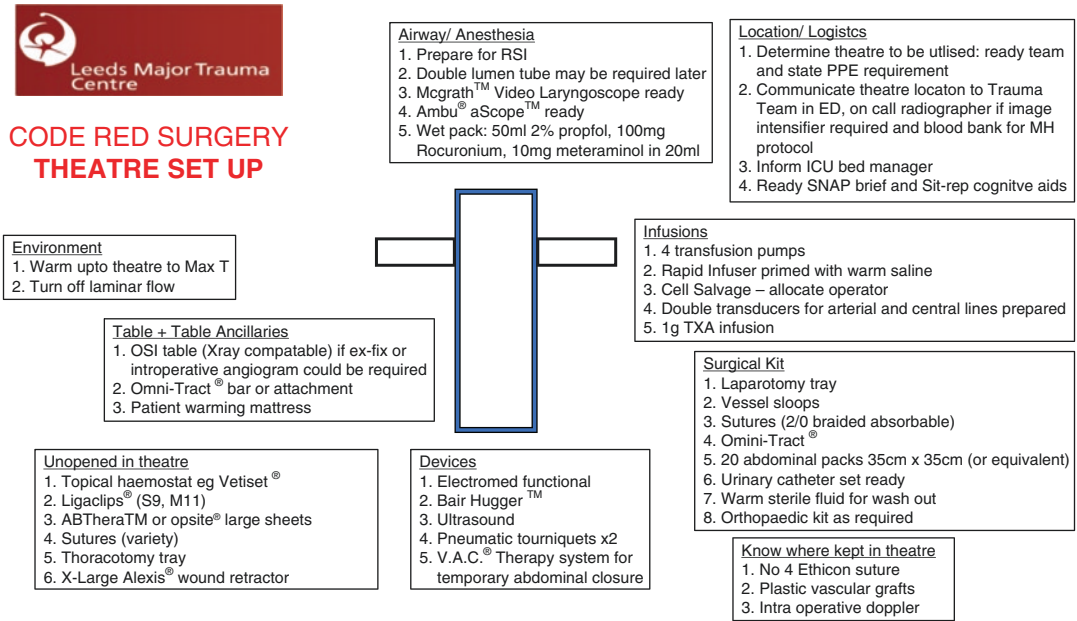 Leeds Major Trauma
Centre
CODE RED SURGERY
THEATRE SET UP
Airway/ Anesthesia
1. Prepare for RSI
2. Double lumen tube may be required later
3. Mcgrath™ Video Laryngoscope ready
4. Ambu® aScope™ ready
5. Wet pack: 50ml 2% propfol, 100mg
Rocuronium, 10mg meteraminol in 20ml
Location/ Logistcs
1. Determine theatre to be utlised: ready team
and state PPE requirement
2. Communicate theatre locaton to Trauma
Team in ED, on call radiographer if image
intensifier required and blood bank for MH
protocol
3. Inform ICU bed manager
4. Ready SNAP brief and Sit-rep cognitve aids
Environment
1. Warm upto theatre to Max T
2. Turn off laminar flow
Infusions
1. 4 transfusion pumps
2. Rapid Infuser primed with warm saline
3. Cell Salvage – allocate operator
4. Double transducers for arterial and central lines prepared
5. 1g TXA infusion
Table + Table Ancillaries
1. OSI table (Xray compatable) if ex-fix or
introperative angiogram could be required
2. Omni-Tract ® bar or attachment
3. Patient warming mattress
Surgical Kit
1. Laparotomy tray
2. Vessel sloops
3. Sutures (2/0 braided absorbable)
4. Omini-Tract ®
5. 20 abdominal packs 35cm x 35cm (or equivalent)
6. Urinary catheter set ready
7. Warm sterile fluid for wash out
8. Orthopaedic kit as required
Unopened in theatre
1. Topical haemostat eg Vetiset ®
2. Ligaclips® (S9, M11)
3. ABTheraTM or opsite® large sheets
4. Sutures (variety)
5. Thoracotomy tray
6. X-Large Alexis® wound retractor
Devices
1. Electromed functional
2. Bair Hugger ™
3. Ultrasound
4. Pneumatic tourniquets x2
5. V.A.C.® Therapy system for
temporary abdominal closure
Know where kept in theatre
1. No 4 Ethicon suture
2. Plastic vascular grafts
3. Intra operative doppler